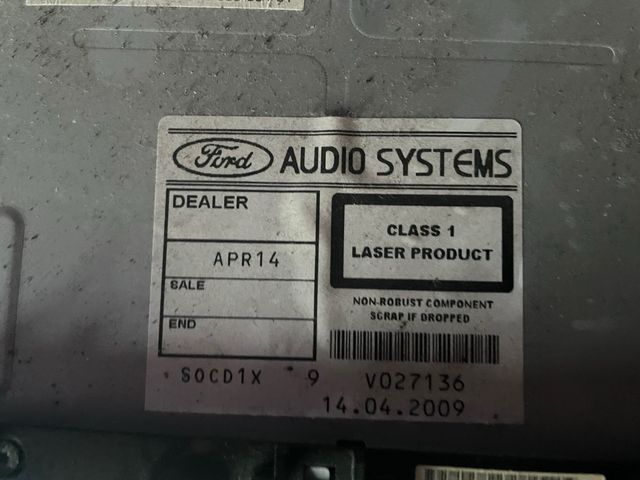 Ford AUDIO SYSTEMS
DEALER
APR14
SALE
END
CLASS 1
LASER PRODUCT
NON-ROBUST COMPONENT
SCRAP IF DROPPED
SOCD1X 9 V027136
14.04.2009